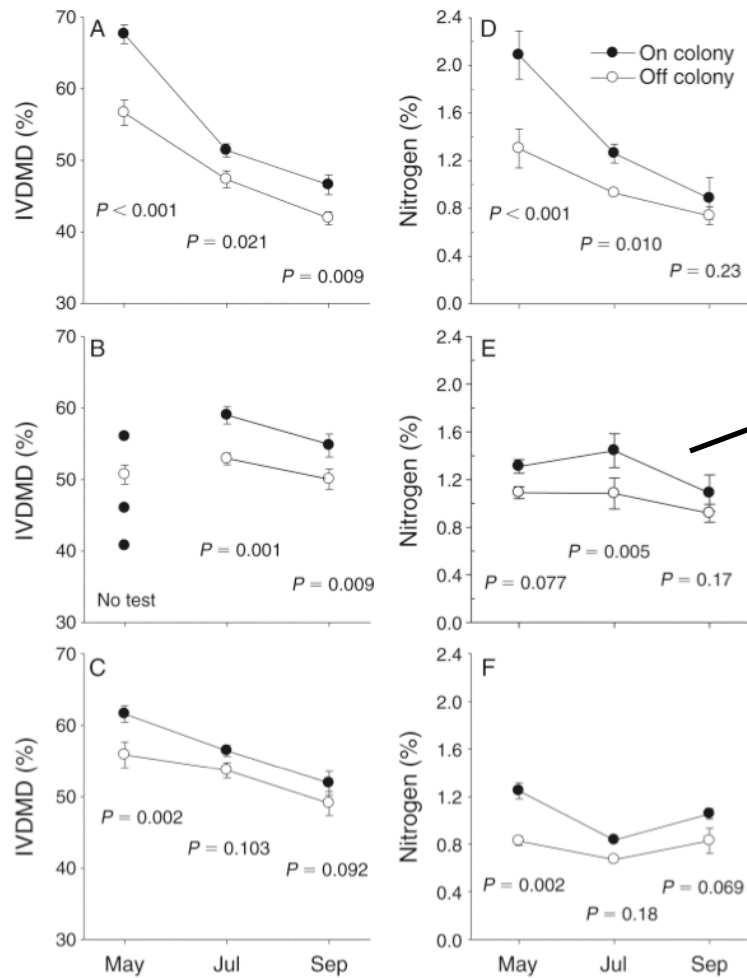 A
IVDMD (%)
70
60
50
40
30
P < 0.001
P = 0.021
P = 0.009
D
Nitrogen (%)
2.4
2.0
1.6
1.2
0.8
0.4
0.0
On colony
Off colony
P < 0.001
P = 0.010
P = 0.23
B
IVDMD (%)
70
60
50
40
30
No test
P = 0.001
P = 0.009
E
Nitrogen (%)
2.4
2.0
1.6
1.2
0.8
0.4
0.0
P = 0.077
P = 0.005
P = 0.17
C
IVDMD (%)
70
60
50
40
30
P = 0.002
P = 0.103
P = 0.092
May Jul Sep
F
Nitrogen (%)
2.4
2.0
1.6
1.2
0.8
0.4
0.0
P = 0.002
P = 0.18
P = 0.069
May Jul Sep